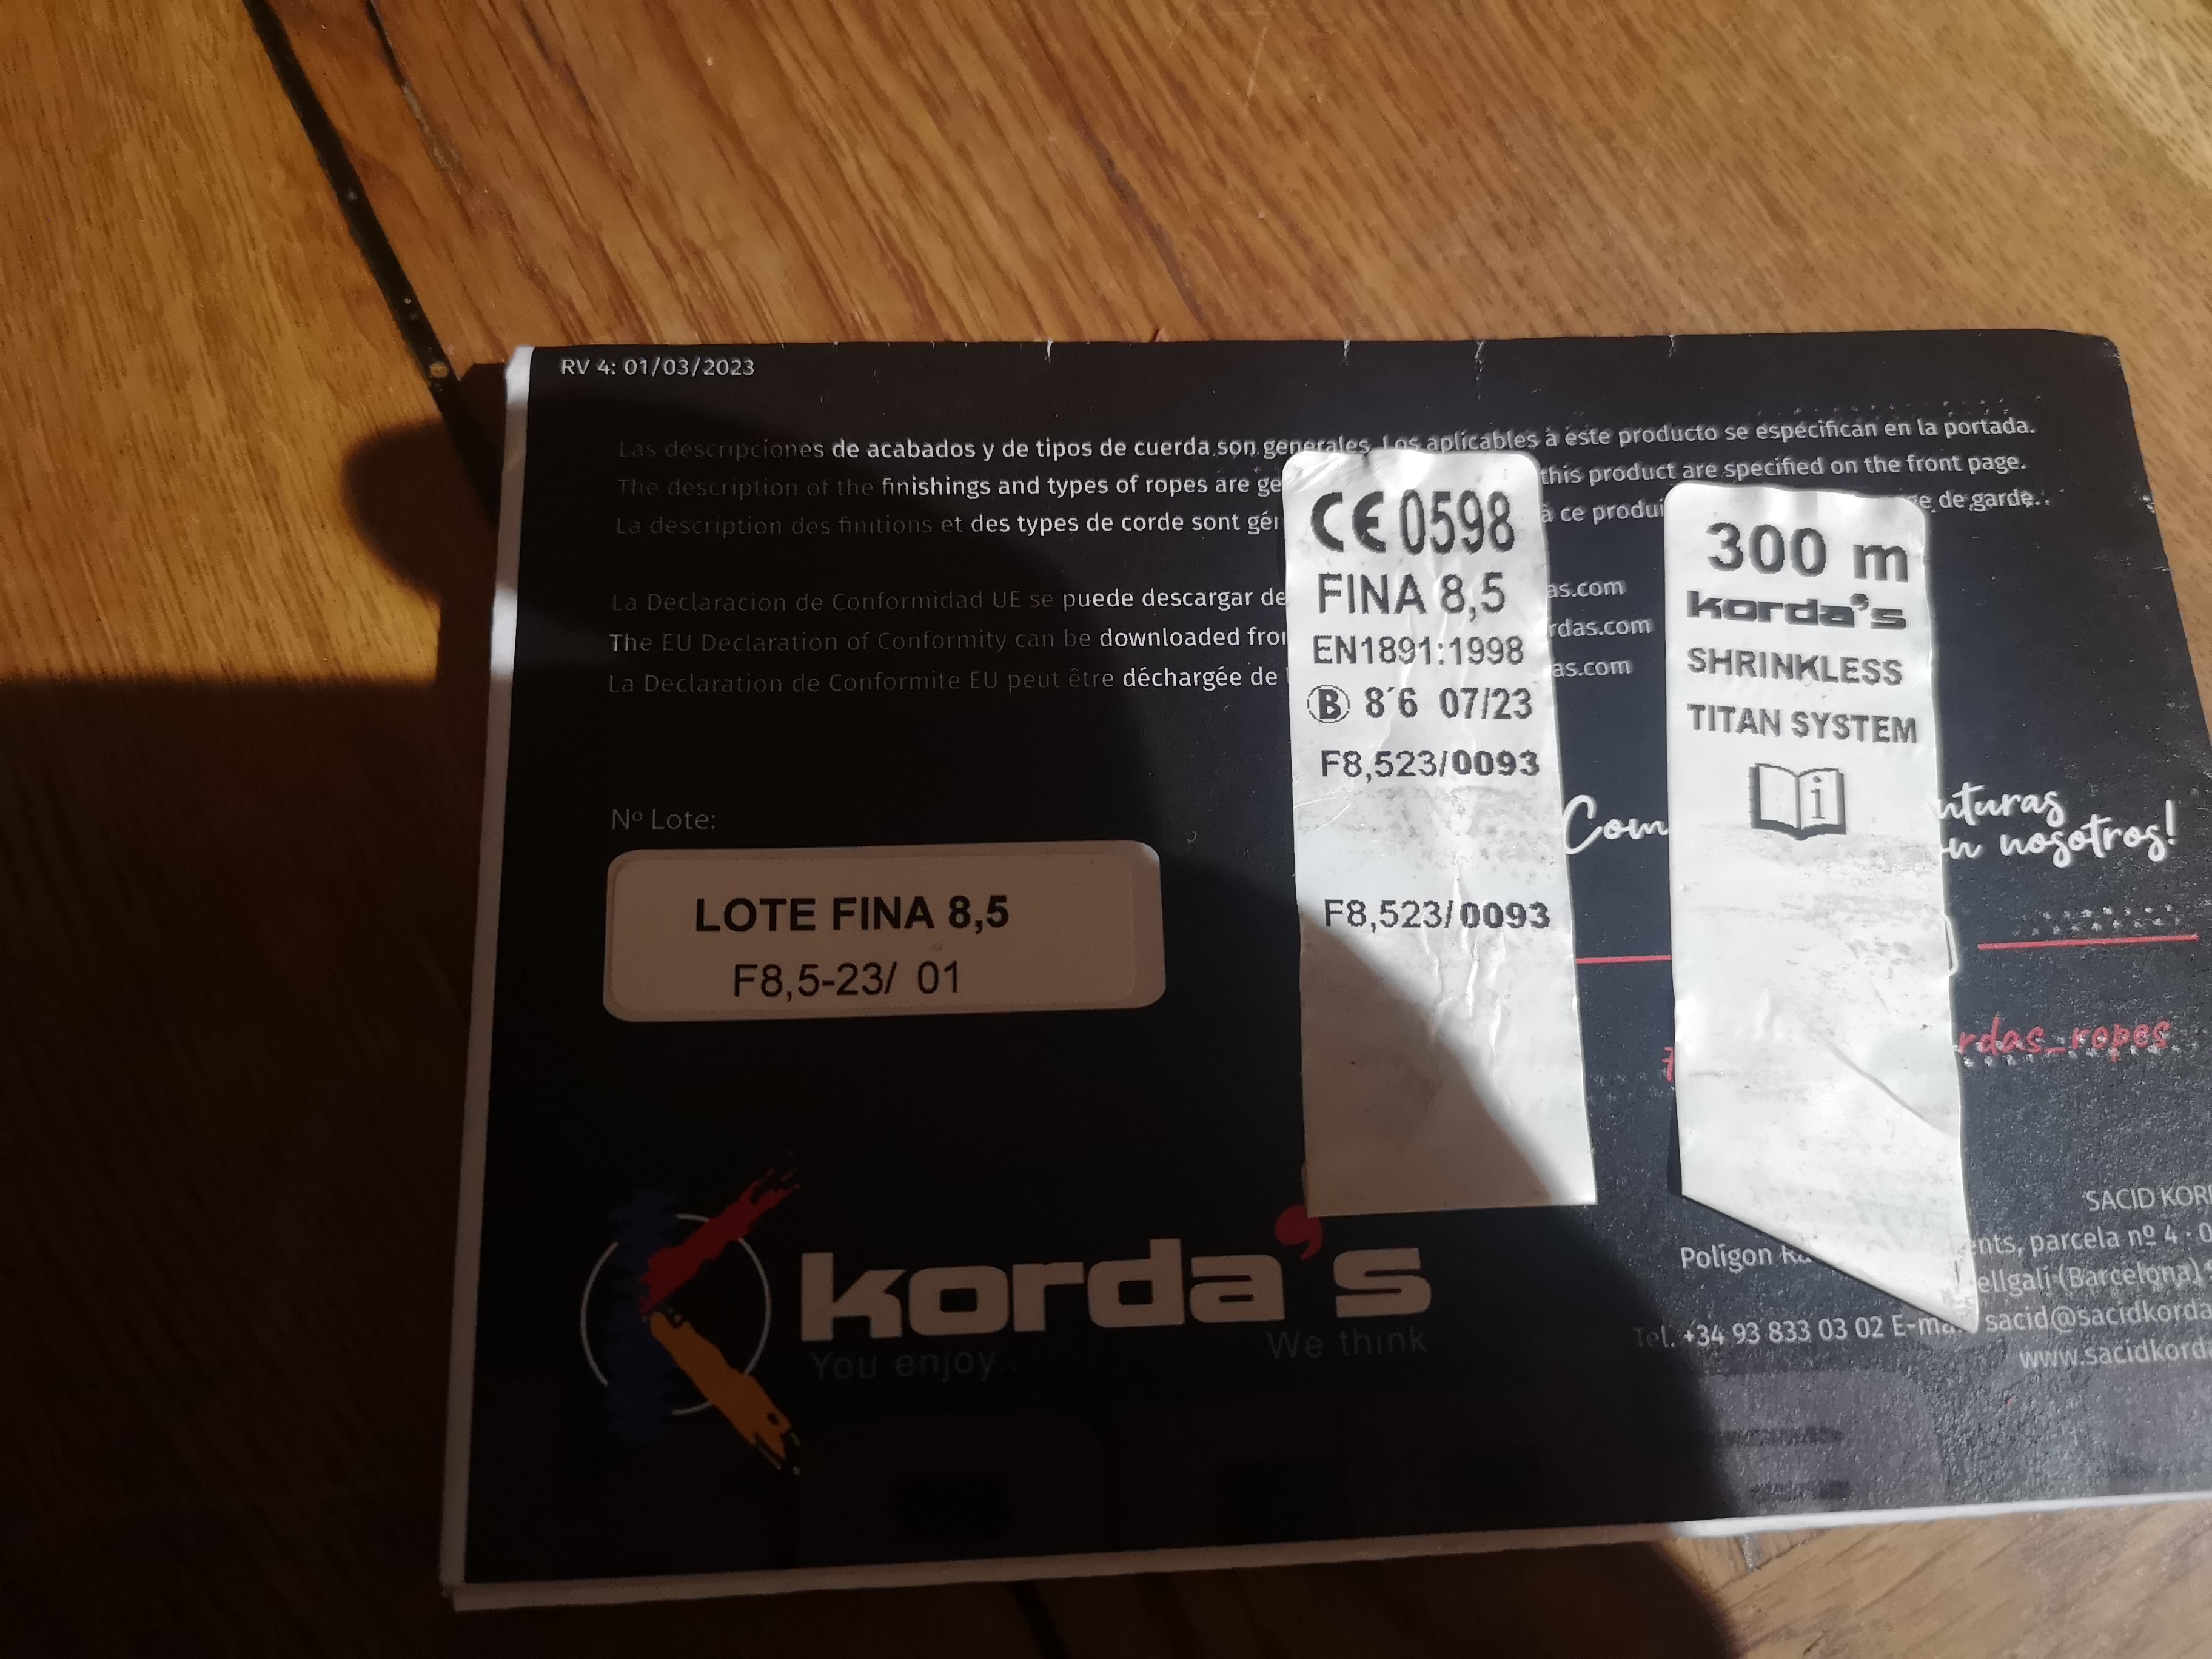 RV 4: 01/03/2023
Las descripciones de acabados y de tipos de cuerda son generales. Los aplicables a este producto se especifican en la portada.
The description of the finishings and types of ropes are ge this product are specified on the front page.
La description des finitions et des types de corde sont gér à ce produi ge de garde.
La Declaracion de Conformidad UE se puede descargar de as.com
The EU Declaration of Conformity can be downloaded fro rdas.com
La Declaration de Conformite EU peut être déchargée de as.com
Nº Lote:
LOTE FINA 8,5
F8,5-23/ 01
CE 0598
FINA 8,5
EN1891:1998
B 8´6 07/23
F8,523/0093
F8,523/0093
300 m
korda's
SHRINKLESS
TITAN SYSTEM
i
Com nturas
n nosotros!
rdas_ropes
korda's
You enjoy... We think
SACID KOR
Polígon nts, parcela nº 4 · 0
ellgalí (Barcelona)
Tel. +34 93 833 03 02 E-ma sacid@sacidkorda
www.sacidkorda